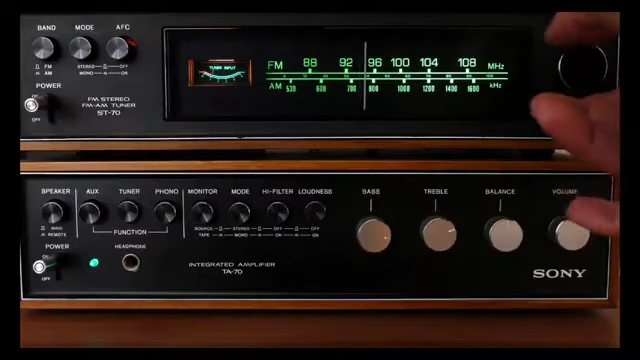 BAND MODE AFC
FM STEREO OFF
AM MONO ON
POWER
ON
OFF
FM STEREO
FM-AM TUNER
ST-70
TUNER INPUT
FM 88 92 96 100 104 108 MHz
AM 530 600 700 800 1000 1200 1400 1600 kHz
SPEAKER AUX TUNER PHONO MONITOR MODE HI-FILTER LOUDNESS BASS TREBLE BALANCE VOLUME
MAIN
REMOTE
FUNCTION
SOURCE STEREO OFF OFF
TAPE MONO ON ON
POWER
ON
OFF
HEADPHONE
INTEGRATED AMPLIFIER
TA-70
SONY